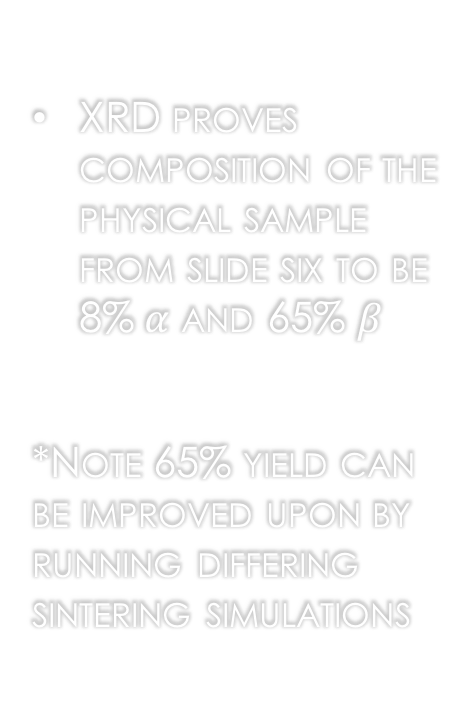 • XRD PROVES
COMPOSITION OF THE
PHYSICAL SAMPLE
FROM SLIDE SIX TO BE
8% 𝛼 AND 65% 𝛽
*NOTE 65% YIELD CAN
BE IMPROVED UPON BY
RUNNING DIFFERING
SINTERING SIMULATIONS